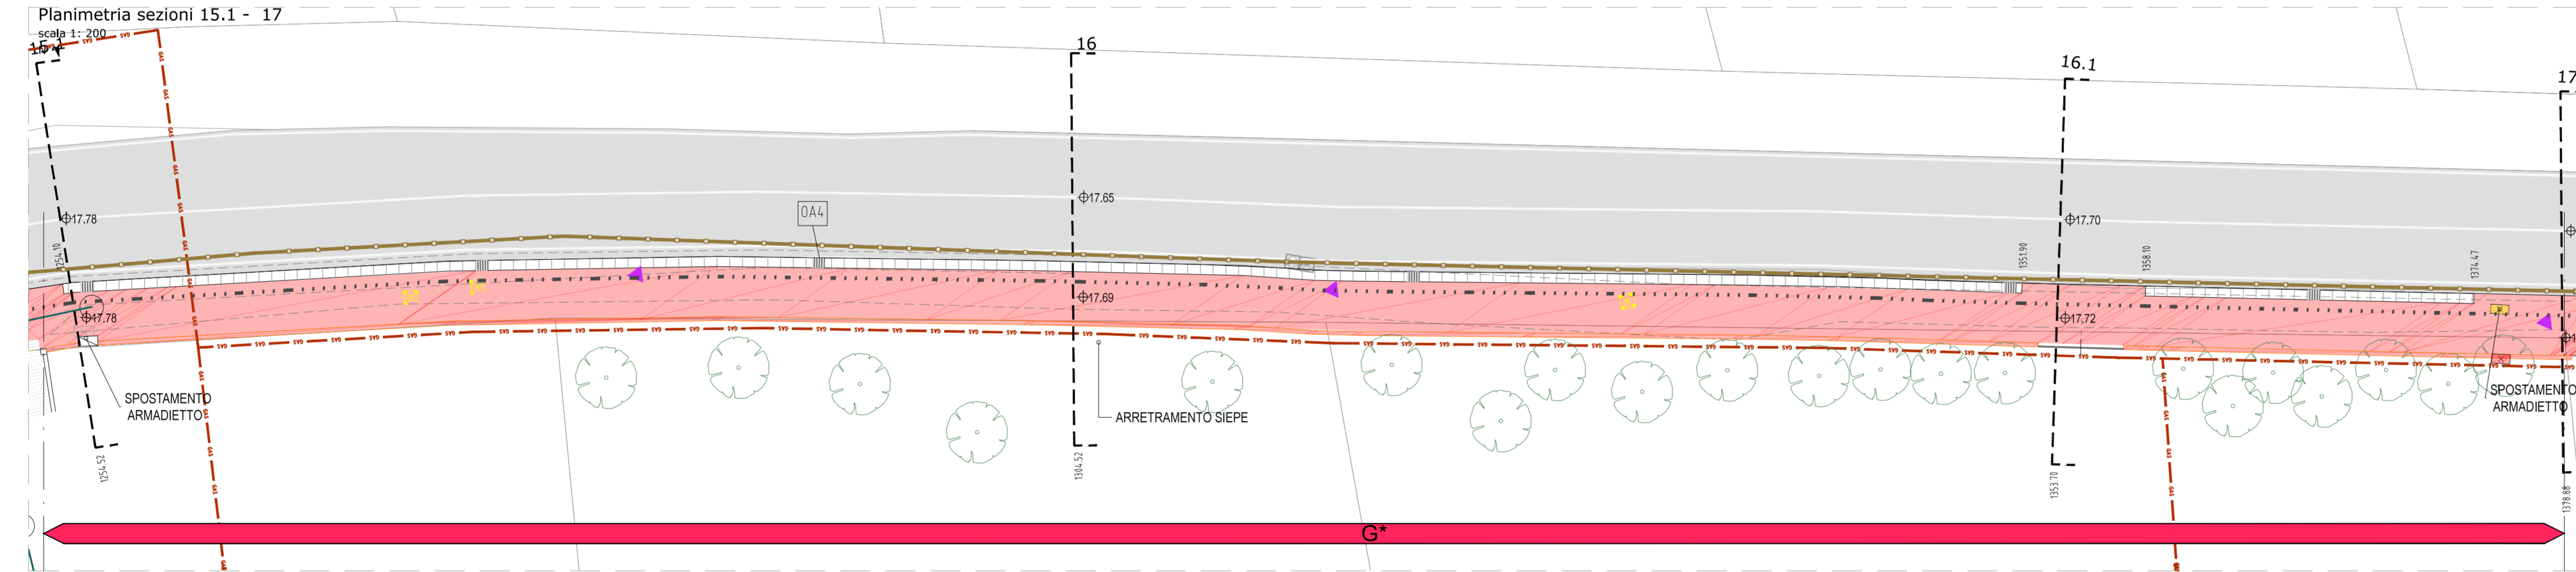 Planimetria sezioni 15.1 - 17
scala 1: 200
16
16.1
17
17.78
17.65
17.70
OA4
1254.10
1351.90
1358.10
1374.47
17.78
17.69
17.72
SPOSTAMENTO
ARMADIETTO
ARRETRAMENTO SIEPE
SPOSTAMENTO
ARMADIETTO
1254.52
1304.52
1353.70
1378.88
G*
GAS